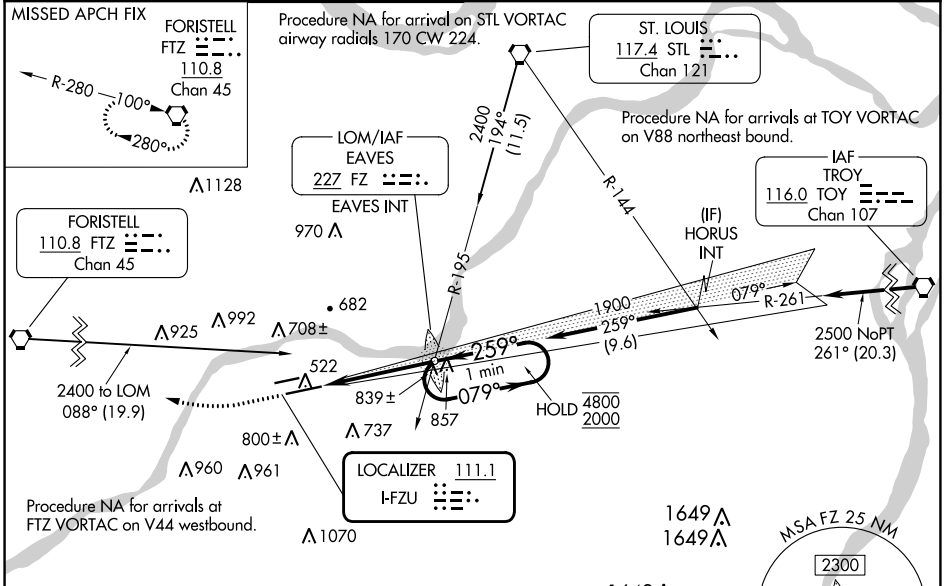 MISSED APCH FIX
FORISTELL
FTZ
110.8
Chan 45
R-280
100°
280°
Procedure NA for arrival on STL VORTAC
airway radials 170 CW 224.
ST. LOUIS
117.4 STL
Chan 121
2400
194°
(11.5)
Procedure NA for arrivals at TOY VORTAC
on V88 northeast bound.
LOM/IAF
EAVES
227 FZ
EAVES INT
IAF
TROY
116.0 TOY
Chan 107
1128
R-144
FORISTELL
110.8 FTZ
Chan 45
970
(IF)
HORUS
INT
R-195
682
1900
079°
R-261
925
992
708±
259°
(9.6)
2500 NoPT
261° (20.3)
259°
1 min
079°
522
2400 to LOM
088° (19.9)
839±
857
HOLD 4800
2000
800±
737
960
961
LOCALIZER 111.1
I-FZU
Procedure NA for arrivals at
FTZ VORTAC on V44 westbound.
1070
1649
1649
MSA FZ 25 NM
2300